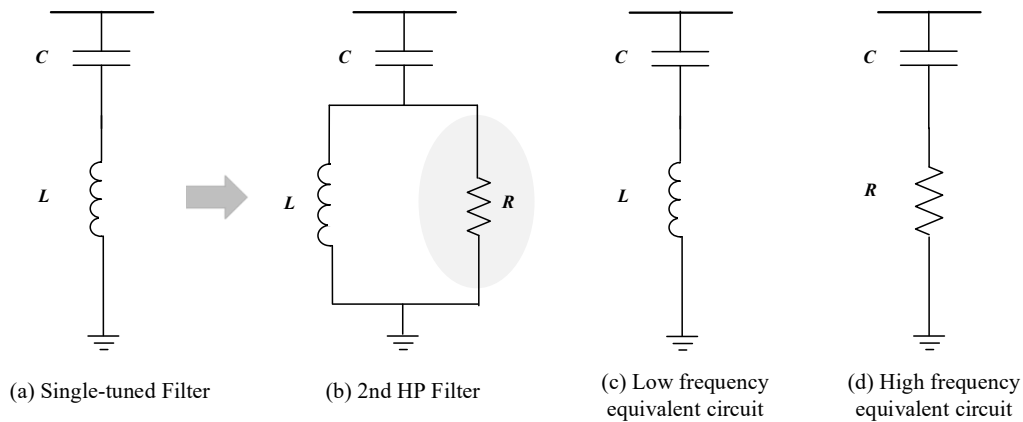 C
L
(a) Single-tuned Filter
C
L
R
(b) 2nd HP Filter
C
L
(c) Low frequency
equivalent circuit
C
R
(d) High frequency
equivalent circuit